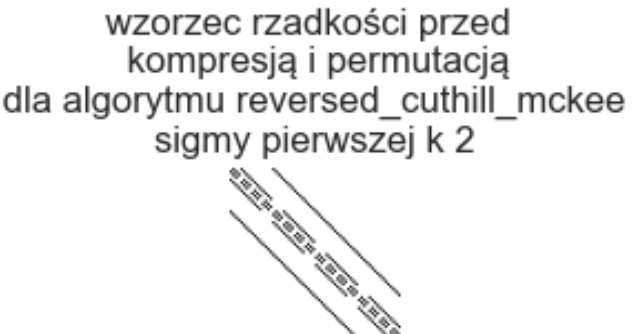 wzorzec rzadkości przed
kompresją i permutacją
dla algorytmu reversed_cuthill_mckee
sigmy pierwszej k 2